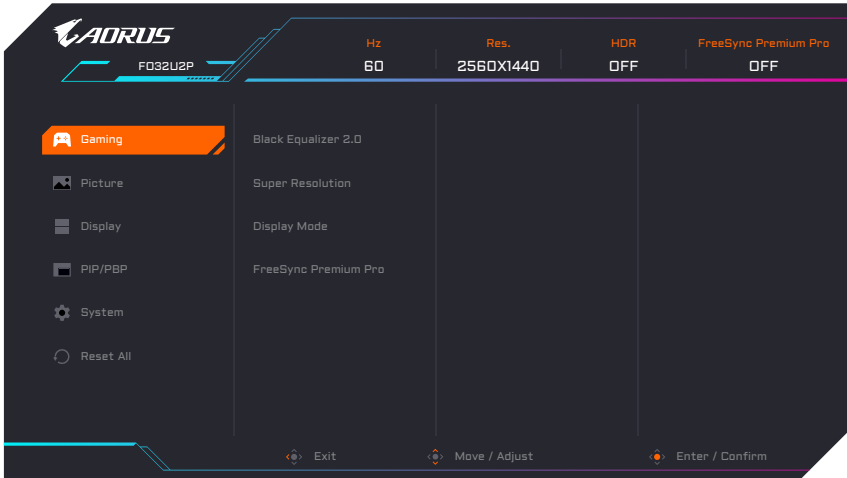 AORUS
FO32U2P
Hz Res. HDR FreeSync Premium Pro
60 2560X1440 OFF OFF
Gaming Black Equalizer 2.0
Picture Super Resolution
Display Display Mode
PIP/PBP FreeSync Premium Pro
System
Reset All
Exit Move / Adjust Enter / Confirm